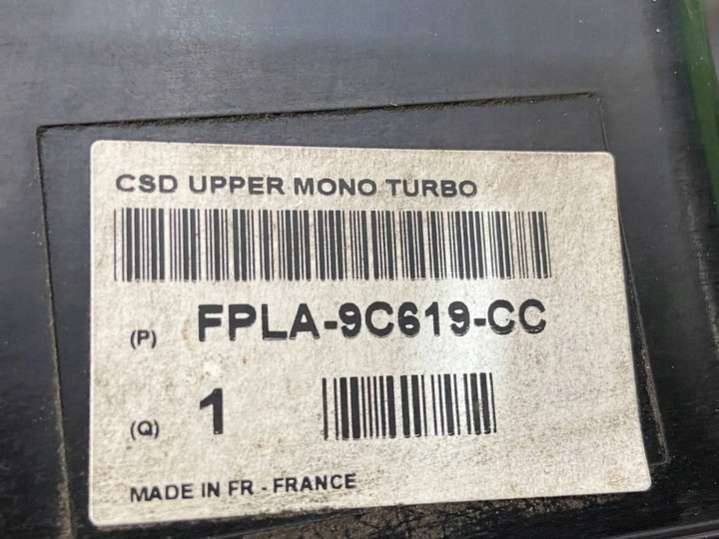 CSD UPPER MONO TURBO
(P) FPLA-9C619-CC
(Q) 1
MADE IN FR - FRANCE